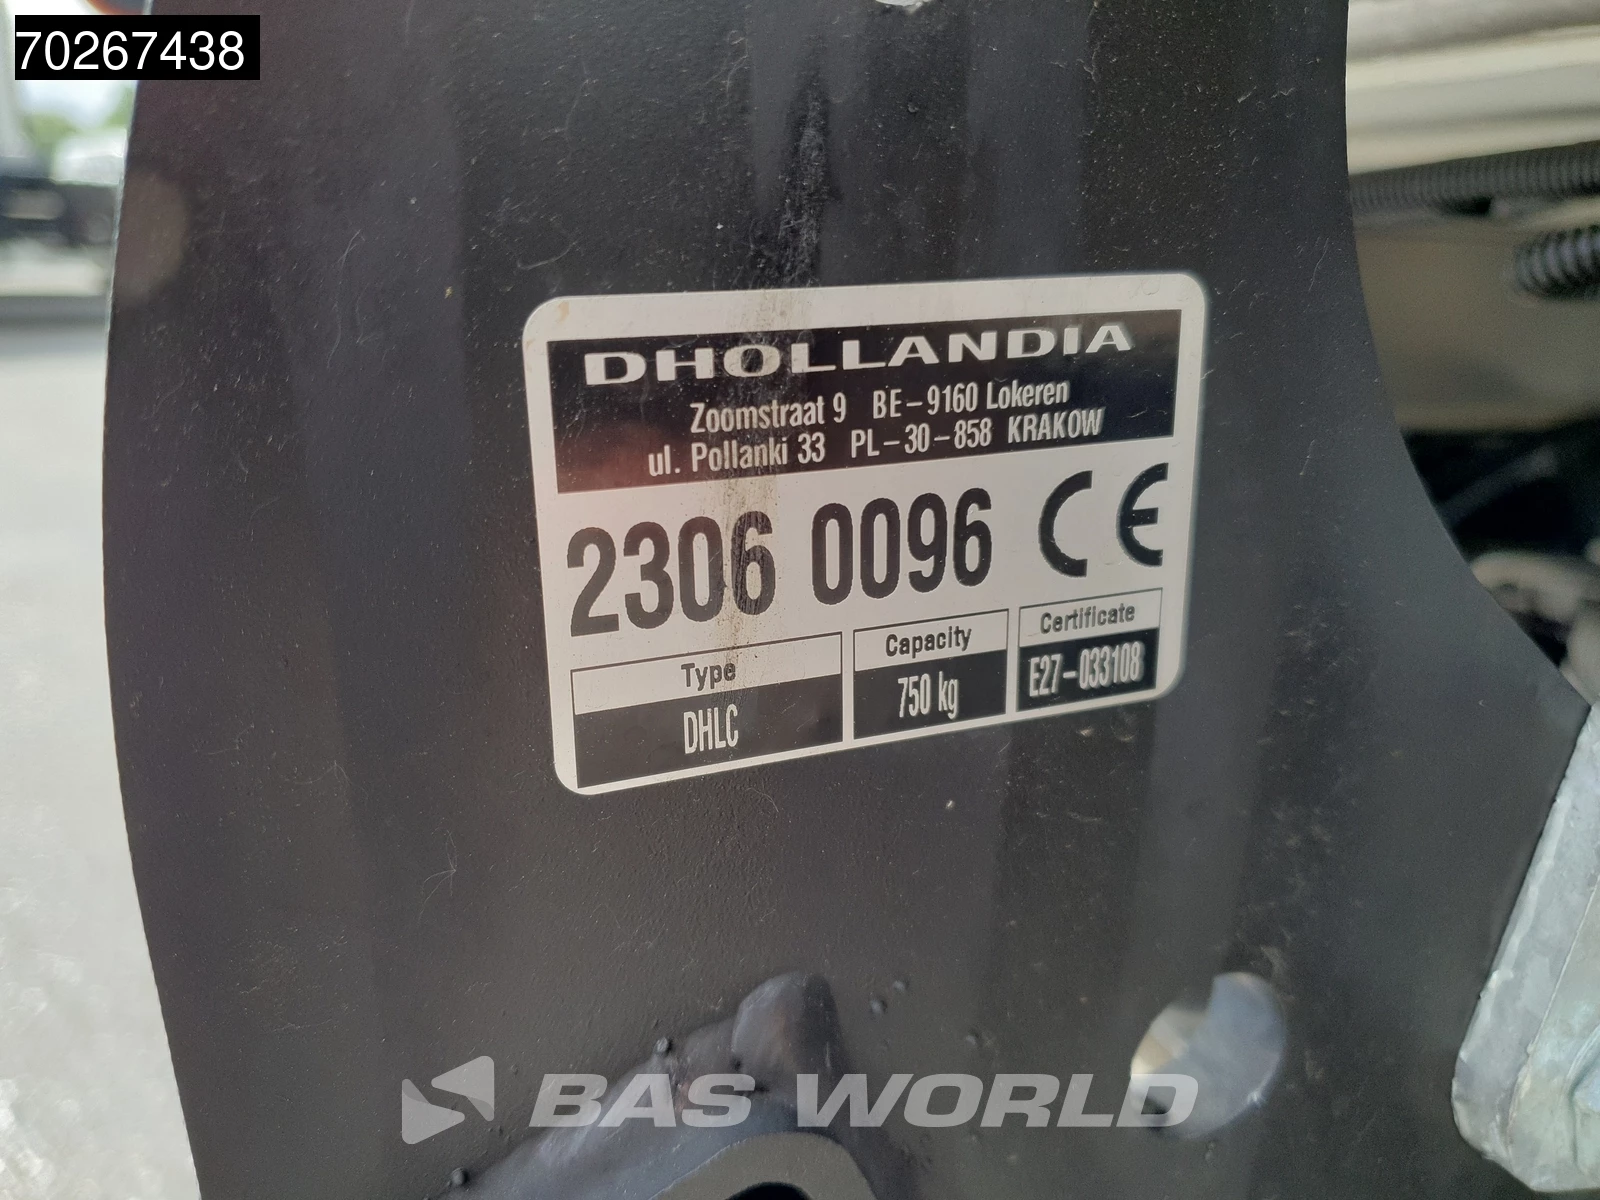 70267438
DHOLLANDIA
Zoomstraat 9 BE-9160 Lokeren
ul. Pollanki 33 PL-30-858 KRAKOW
2306 0096 CE
Type Capacity Certificate
DHLC 750 kg E27-033108
BAS WORLD